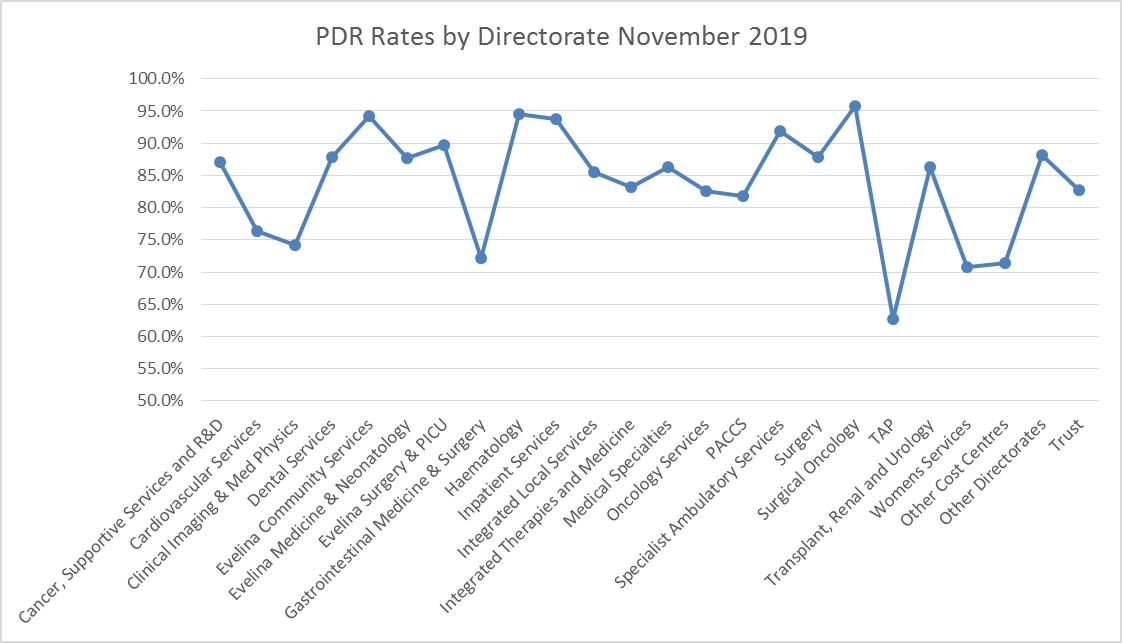 PDR Rates by Directorate November 2019
100.0%
95.0%
90.0%
85.0%
80.0%
75.0%
70.0%
65.0%
60.0%
55.0%
50.0%
Cancer, Supportive Services and R&D
Cardiovascular Services
Clinical Imaging & Med Physics
Dental Services
Evelina Community Services
Evelina Medicine & Neonatology
Evelina Surgery & PICU
Gastrointestinal Medicine & Surgery
Haematology
Inpatient Services
Integrated Local Services
Integrated Therapies and Medicine
Medical Specialties
Oncology Services
PACCS
Specialist Ambulatory Services
Surgery
Surgical Oncology
TAP
Transplant, Renal and Urology
Womens Services
Other Cost Centres
Other Directorates
Trust